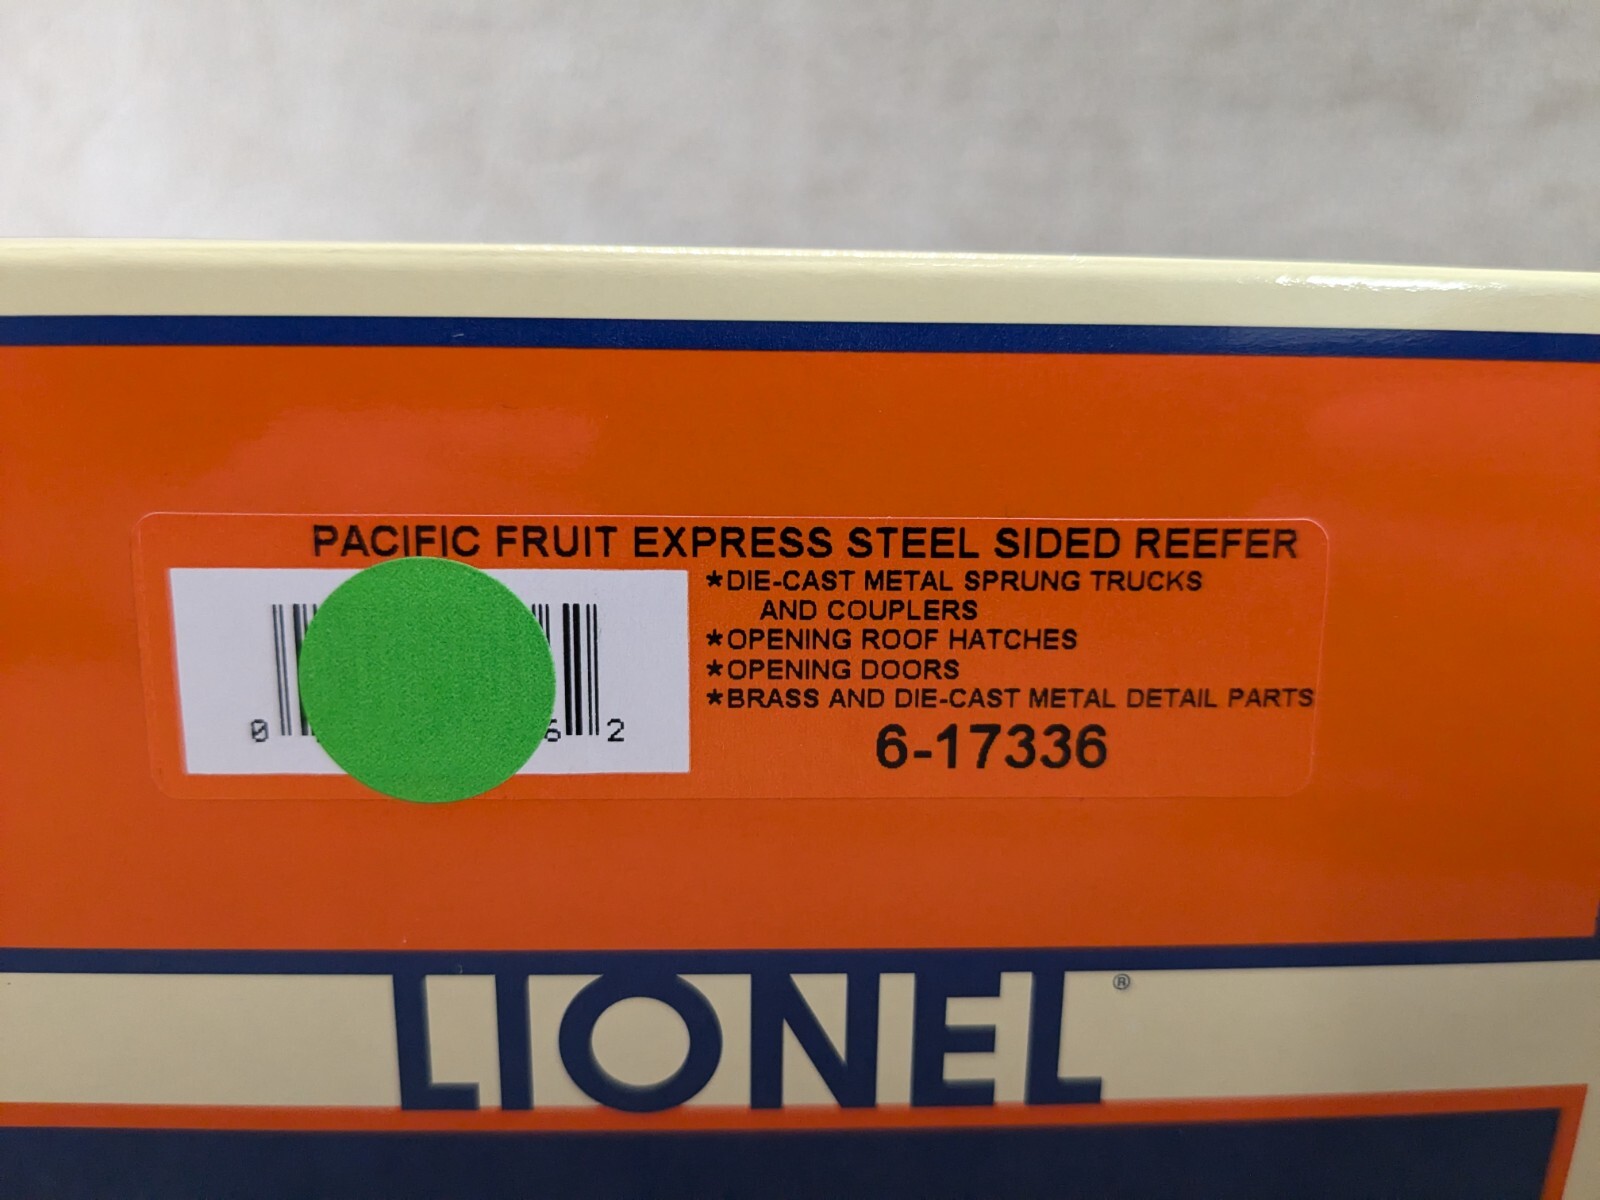 PACIFIC FRUIT EXPRESS STEEL SIDED REEFER
*DIE-CAST METAL SPRUNG TRUCKS
AND COUPLERS
*OPENING ROOF HATCHES
*OPENING DOORS
*BRASS AND DIE-CAST METAL DETAIL PARTS
6-17336
0 6 2
LIONEL®